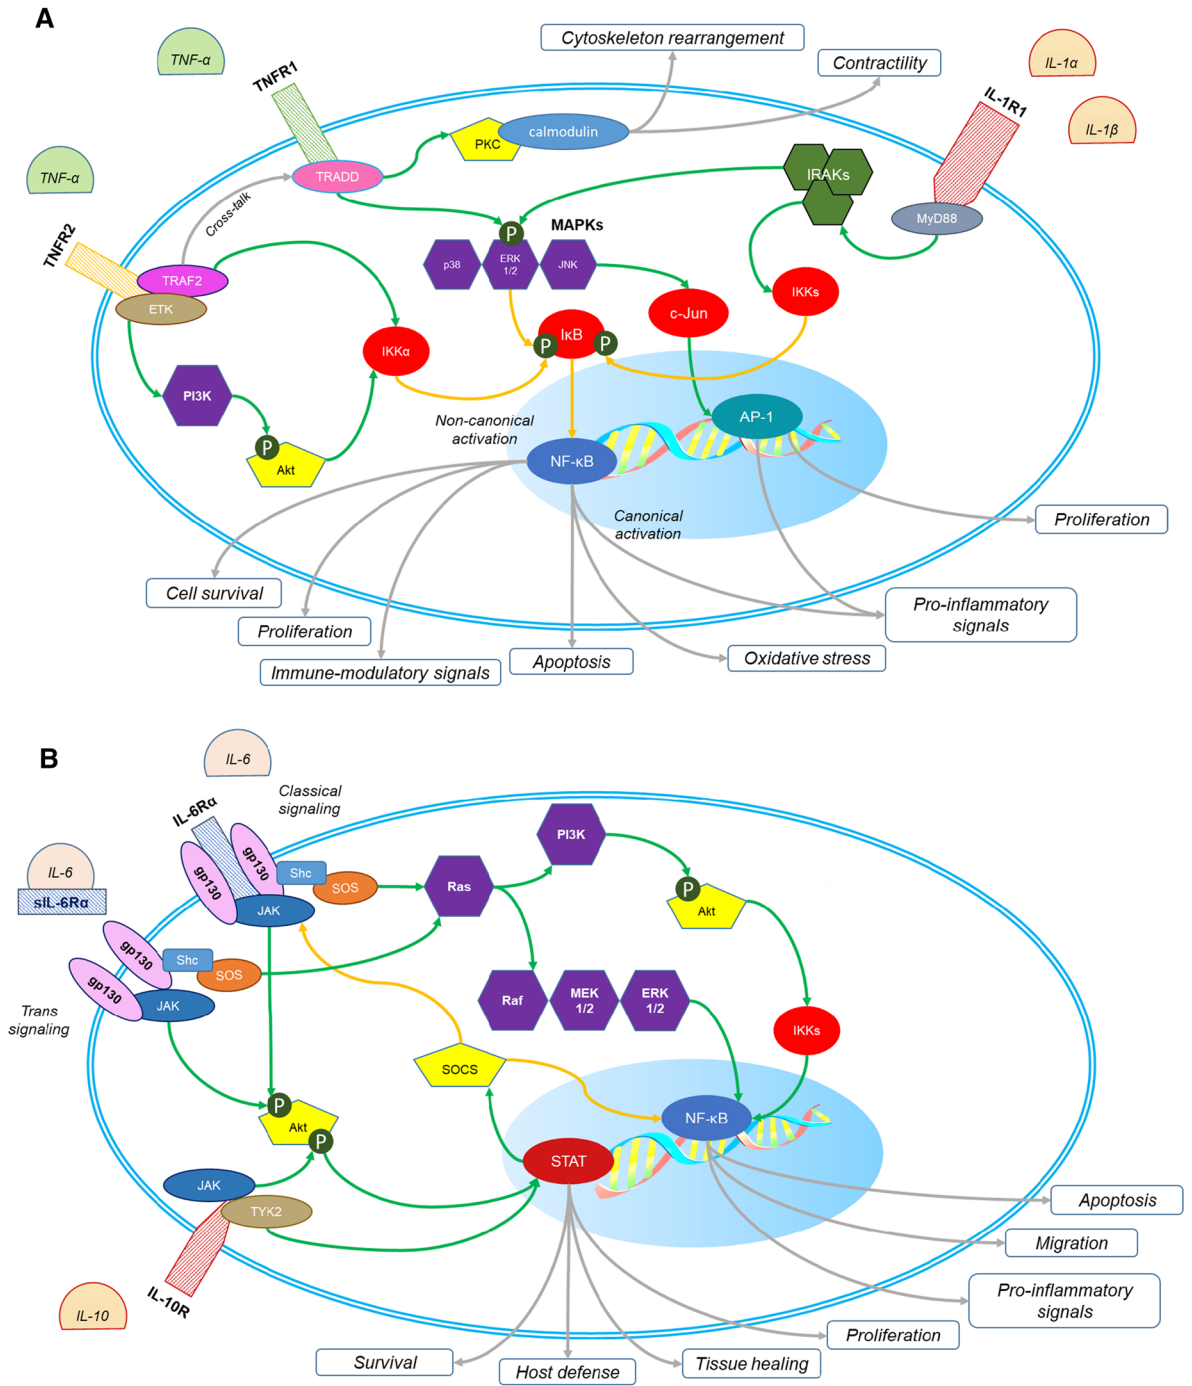 A
TNF-α
TNFR1
Cytoskeleton rearrangement
Contractility
IL-1α
IL-1R1
IL-1β
PKC
calmodulin
TRADD
IRAKs
MyD88
TNF-α
TNFR2
Cross-talk
TRAF2
ETK
P
MAPKs
p38
ERK
1/2
JNK
IKKs
c-Jun
IκB
P
P
IKKα
PI3K
P
Akt
Non-canonical
activation
AP-1
NF-κB
Canonical
activation
Proliferation
Cell survival
Proliferation
Immune-modulatory signals
Apoptosis
Oxidative stress
Pro-inflammatory
signals
B
IL-6
Classical
signaling
IL-6Rα
gp130
gp130
Shc
SOS
JAK
IL-6
sIL-6Rα
gp130
gp130
Shc
SOS
JAK
Trans
signaling
Ras
PI3K
P
Akt
Raf
MEK
1/2
ERK
1/2
IKKs
SOCS
P
Akt
P
NF-κB
STAT
JAK
TYK2
IL-10R
IL-10
Apoptosis
Migration
Pro-inflammatory
signals
Proliferation
Tissue healing
Host defense
Survival